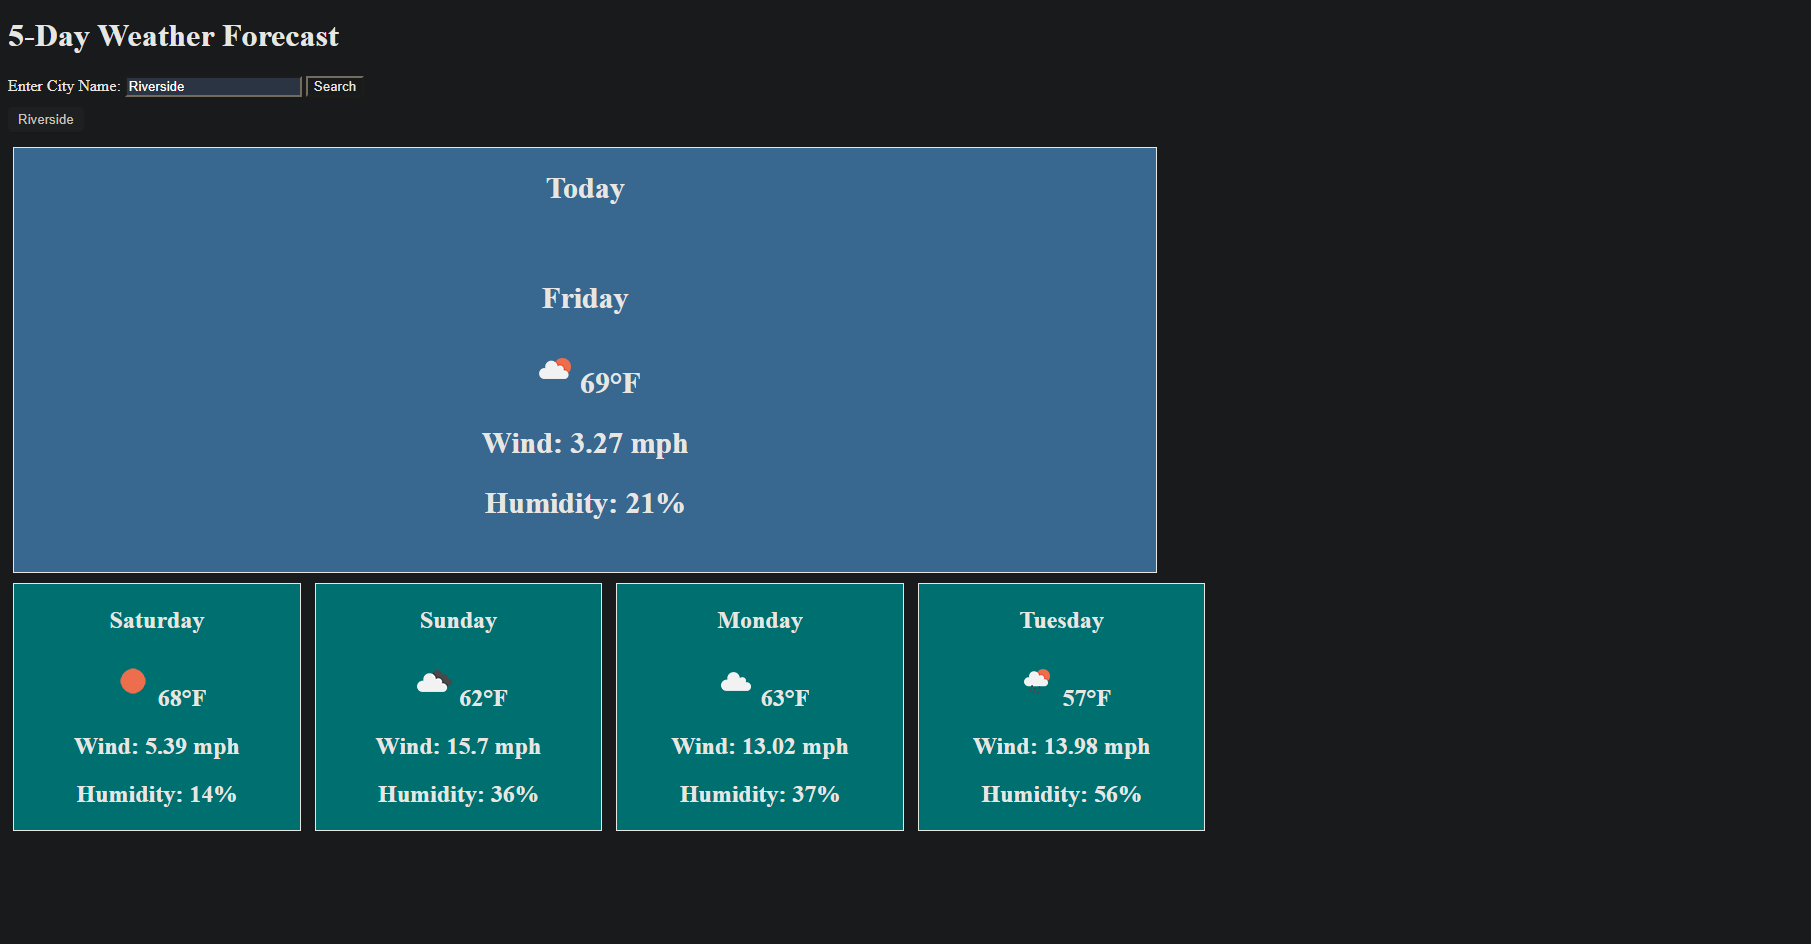 5-Day Weather Forecast
Enter City Name: Riverside Search
Riverside
Today
Friday
69°F
Wind: 3.27 mph
Humidity: 21%
Saturday
68°F
Wind: 5.39 mph
Humidity: 14%
Sunday
62°F
Wind: 15.7 mph
Humidity: 36%
Monday
63°F
Wind: 13.02 mph
Humidity: 37%
Tuesday
57°F
Wind: 13.98 mph
Humidity: 56%